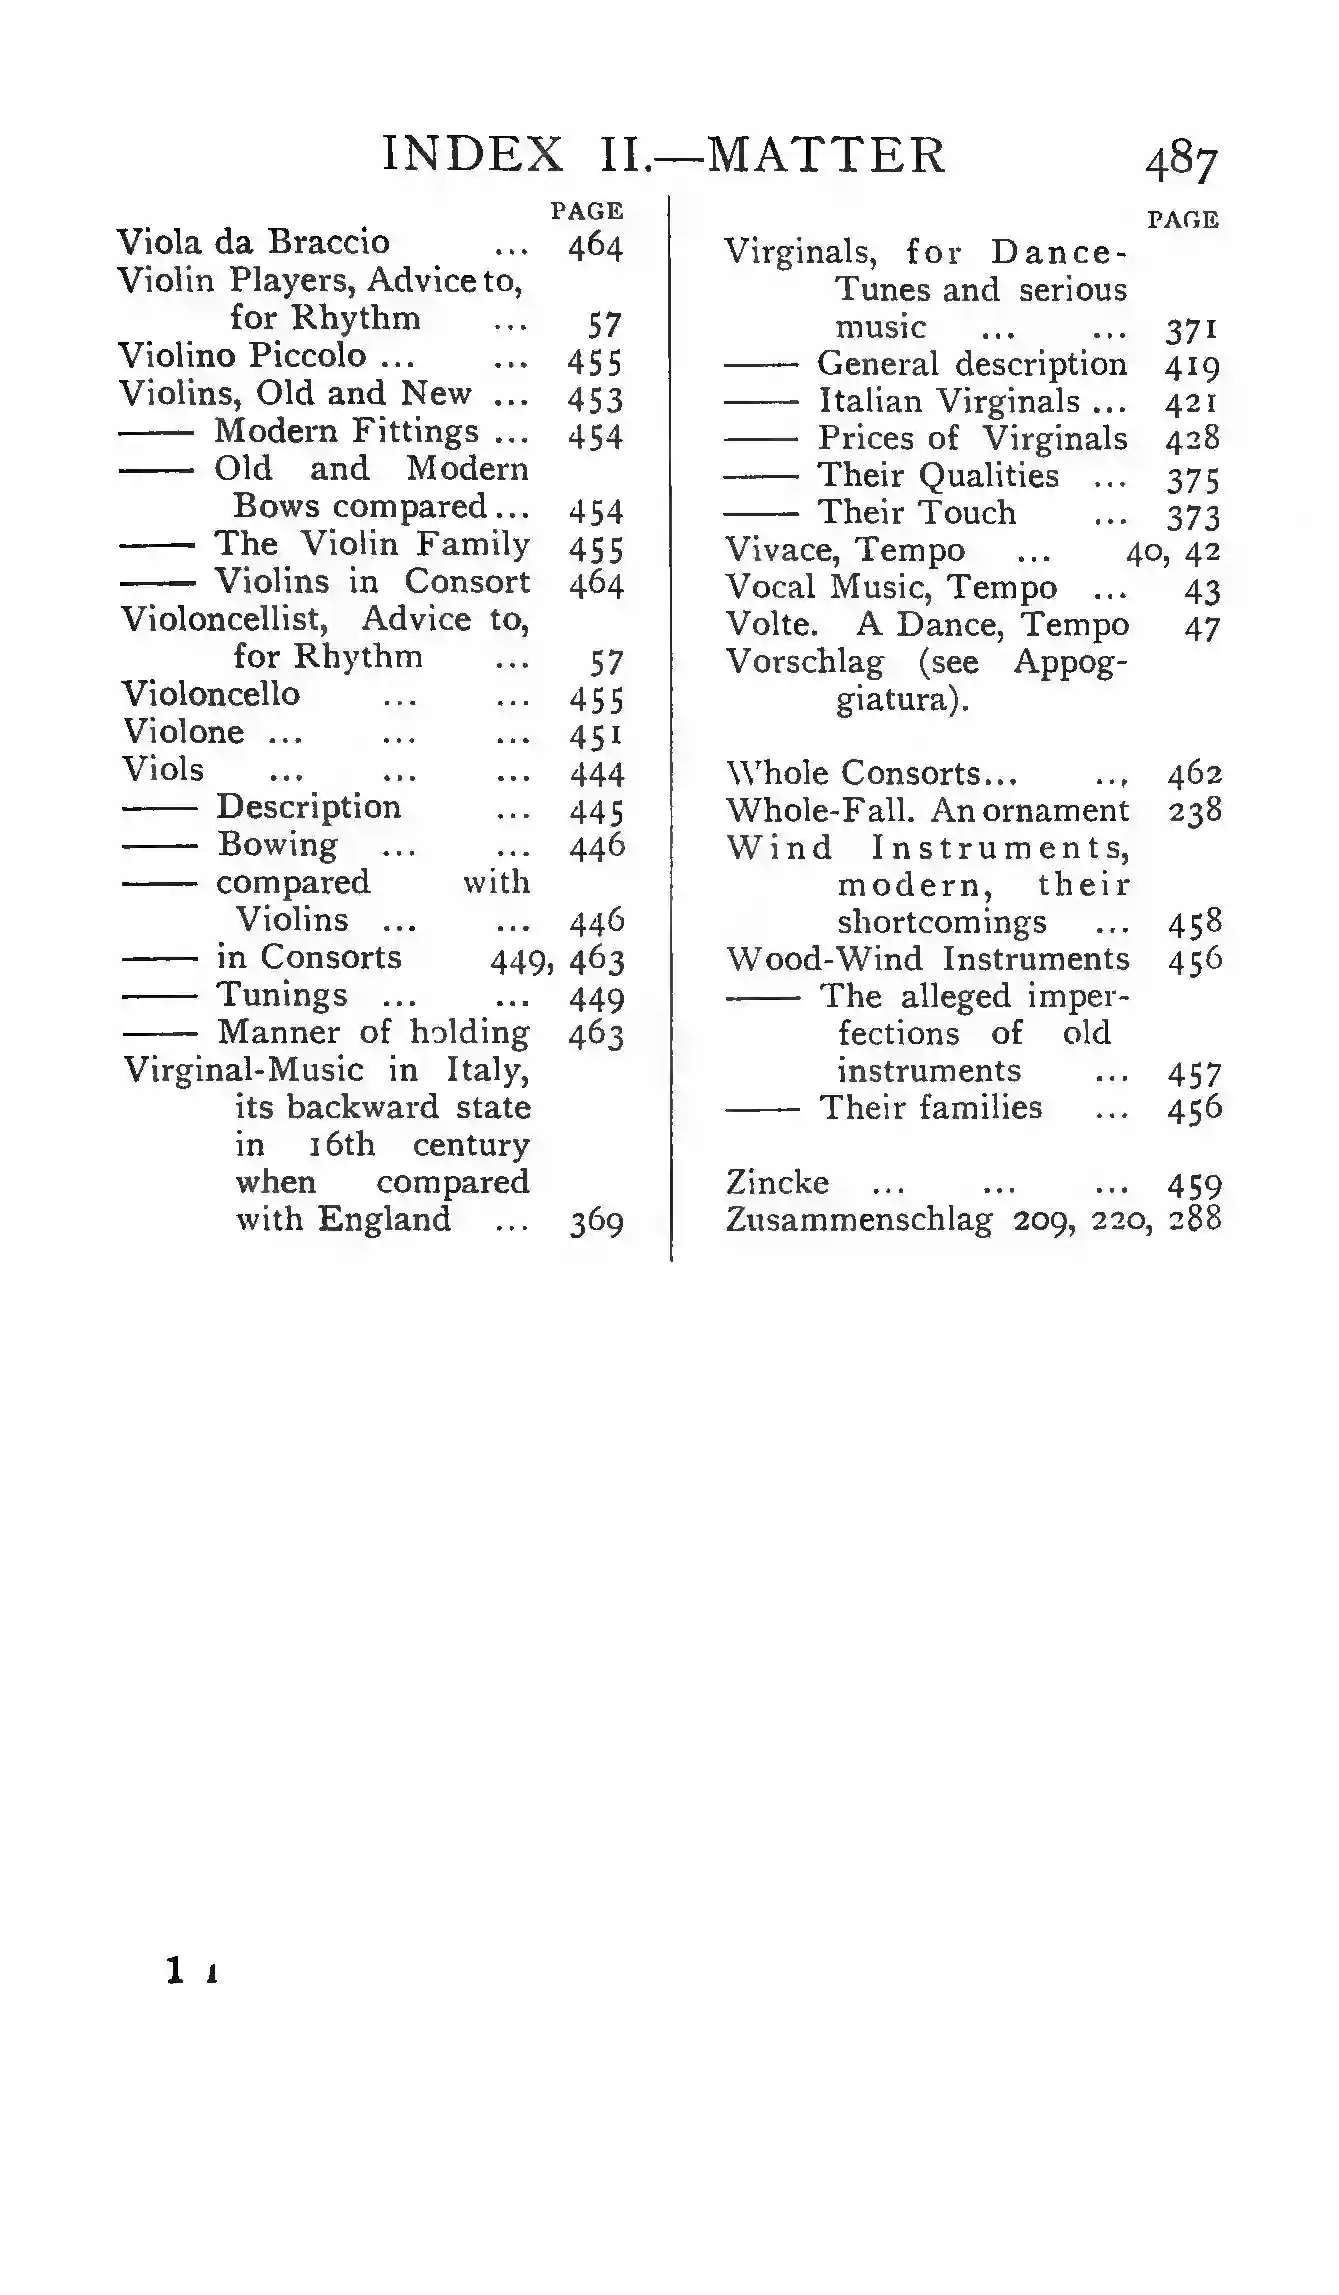 INDEX II.—MATTER 487
PAGE
Viola da Braccio ... 464
Violin Players, Advice to,
for Rhythm ... 57
Violino Piccolo ... ... 455
Violins, Old and New ... 453
—— Modern Fittings ... 454
—— Old and Modern
Bows compared ... 454
—— The Violin Family 455
—— Violins in Consort 464
Violoncellist, Advice to,
for Rhythm ... 57
Violoncello ... ... 455
Violone ... ... ... 451
Viols ... ... ... 444
—— Description ... 445
—— Bowing ... ... 446
—— compared with
Violins ... ... 446
—— in Consorts 449, 463
—— Tunings ... ... 449
—— Manner of holding 463
Virginal-Music in Italy,
its backward state
in 16th century
when compared
with England ... 369
PAGE
Virginals, for Dance-
Tunes and serious
music ... ... 371
—— General description 419
—— Italian Virginals ... 421
—— Prices of Virginals 428
—— Their Qualities ... 375
—— Their Touch ... 373
Vivace, Tempo ... 40, 42
Vocal Music, Tempo ... 43
Volte. A Dance, Tempo 47
Vorschlag (see Appog-
giatura).
Whole Consorts... ... 462
Whole-Fall. An ornament 238
Wind Instruments,
modern, their
shortcomings ... 458
Wood-Wind Instruments 456
—— The alleged imper-
fections of old
instruments ... 457
—— Their families ... 456
Zincke ... ... ... 459
Zusammenschlag 209, 220, 288
1 1